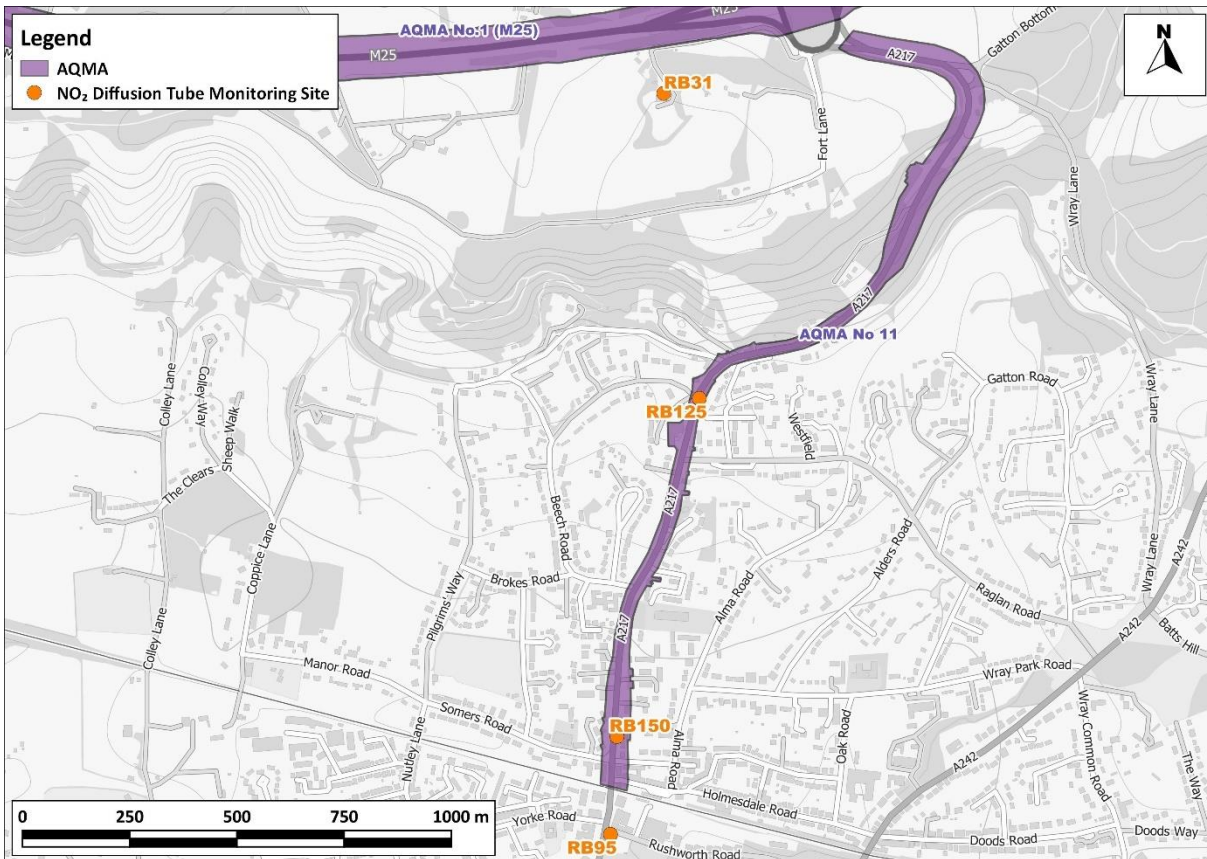 Legend
AQMA
NO₂ Diffusion Tube Monitoring Site
AQMA No:1 (M25)
M25
M25
N
A217
Gatton Bottom
RB31
Fort Lane
Wray Lane
A217
AQMA No 11
Colley Lane
Colley Way
Sheep Walk
The Clears
RB125
Westfield
Gatton Road
Wray Lane
A217
Beech Road
Coppice Lane
Pilgrims' Way
Brokes Road
Alma Road
Alders Road
Raglan Road
Wray Lane
A242
A242
Batts Hill
Colley Lane
A217
Manor Road
Somers Road
Nutley Lane
Wray Park Road
Oak Road
Wray Common Road
RB150
Alma Road
A242
The Way
Holmesdale Road
Yorke Road
Doods Road
Doods Way
RB95
Rushworth Road
0 250 500 750 1000 m